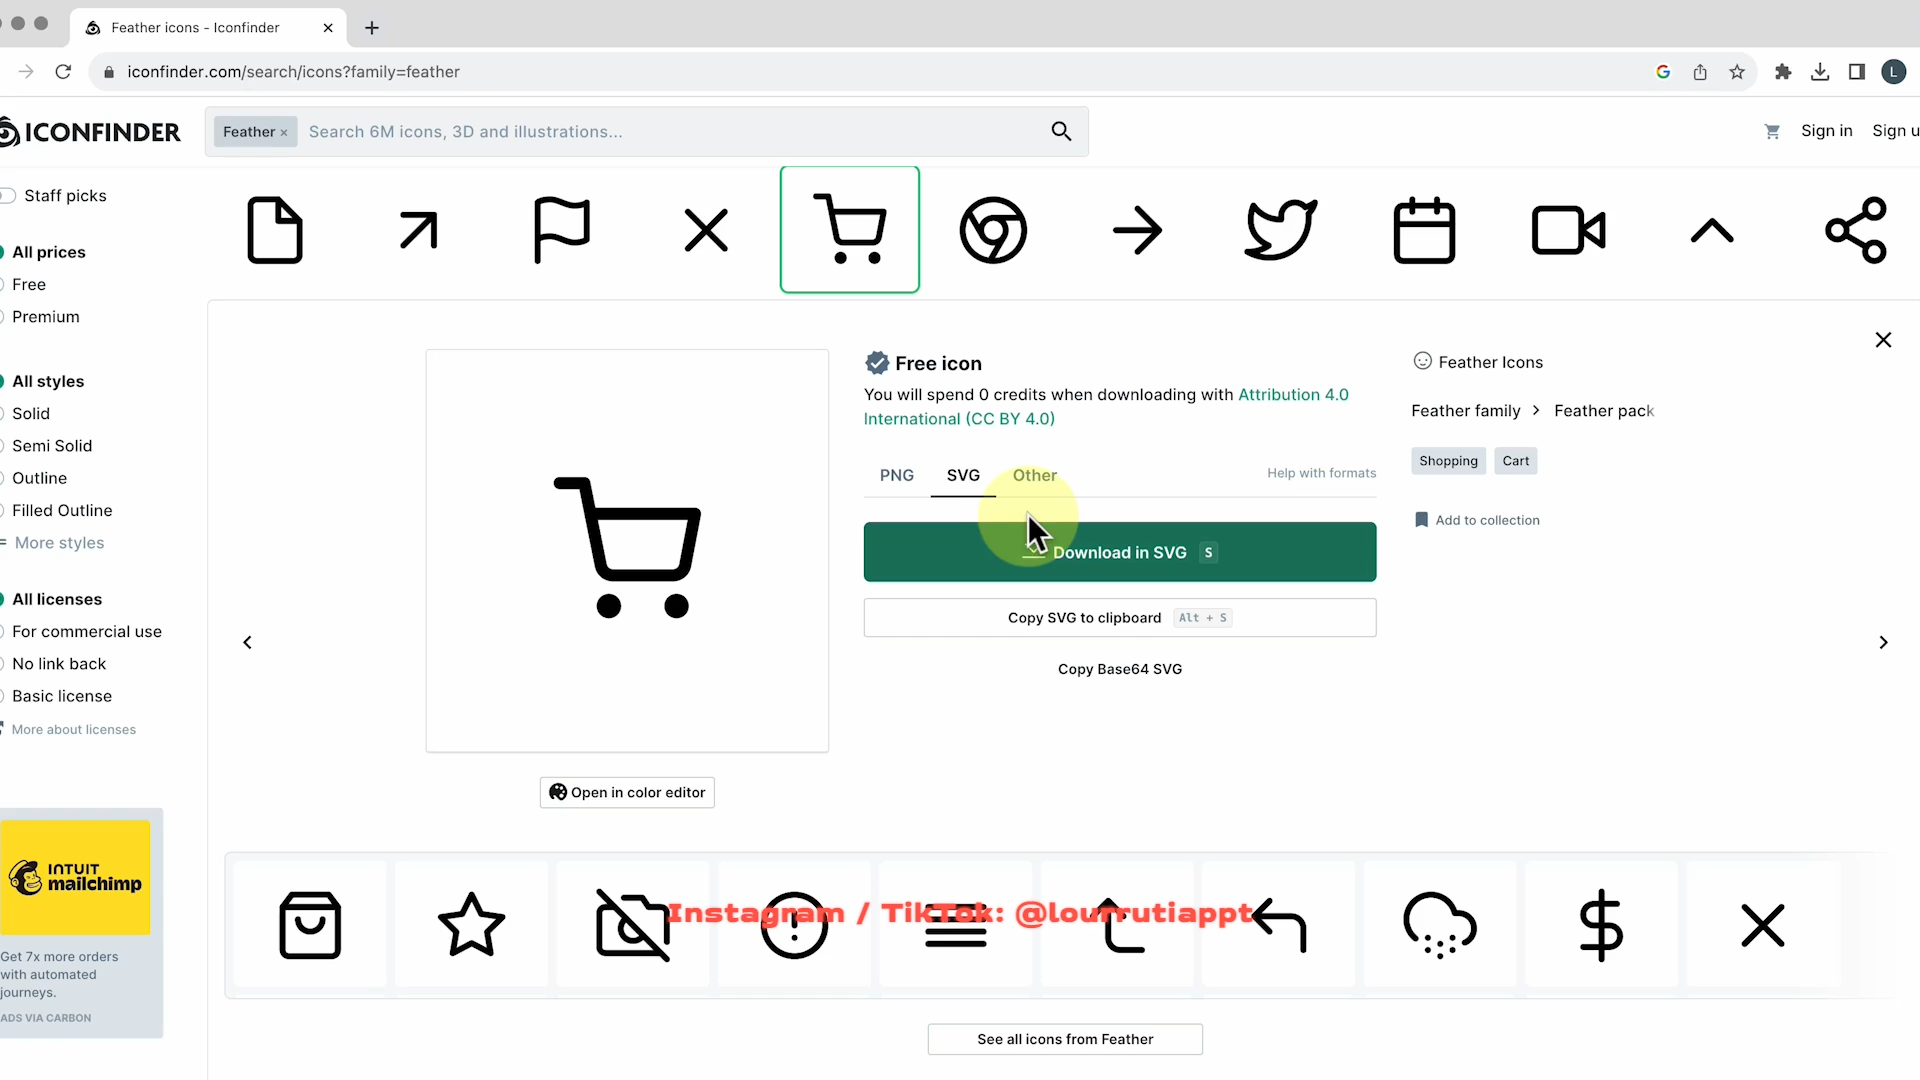 Feather icons - Iconfinder
iconfinder.com/search/icons?family=feather
L
ICONFINDER
Feather ×
Search 6M icons, 3D and illustrations...
Sign in
Sign u
Staff picks
All prices
Free
Premium
All styles
Solid
Semi Solid
Outline
Filled Outline
More styles
All licenses
For commercial use
No link back
Basic license
More about licenses
INTUIT
mailchimp
Get 7x more orders
with automated
journeys.
ADS VIA CARBON
Open in color editor
Free icon
You will spend 0 credits when downloading with Attribution 4.0
International (CC BY 4.0)
PNG
SVG
Other
Help with formats
Download in SVG S
Copy SVG to clipboard Alt + S
Copy Base64 SVG
Feather Icons
Feather family > Feather pack
Shopping
Cart
Add to collection
Instagram / TikTok: @lourrutiappt
See all icons from Feather